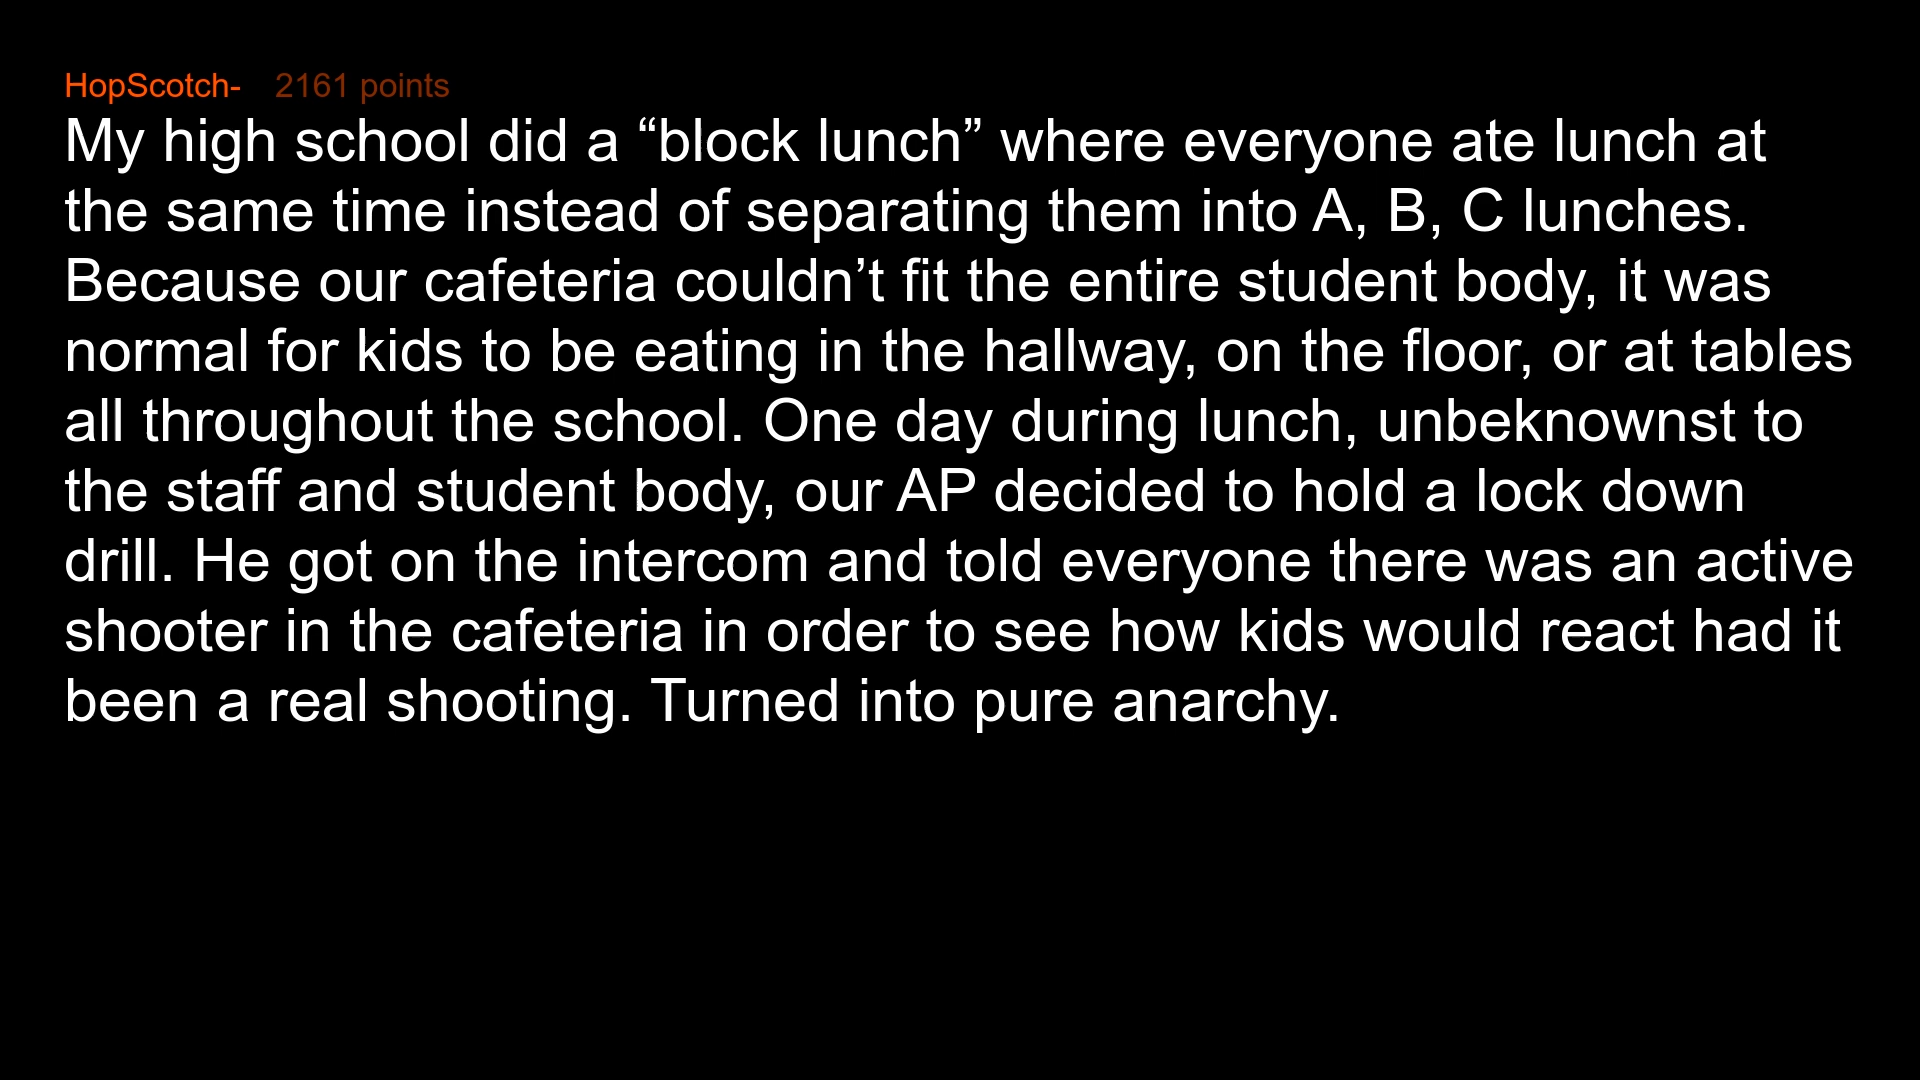 HopScotch- 2161 points
My high school did a “block lunch” where everyone ate lunch at
the same time instead of separating them into A, B, C lunches.
Because our cafeteria couldn’t fit the entire student body, it was
normal for kids to be eating in the hallway, on the floor, or at tables
all throughout the school. One day during lunch, unbeknownst to
the staff and student body, our AP decided to hold a lock down
drill. He got on the intercom and told everyone there was an active
shooter in the cafeteria in order to see how kids would react had it
been a real shooting. Turned into pure anarchy.